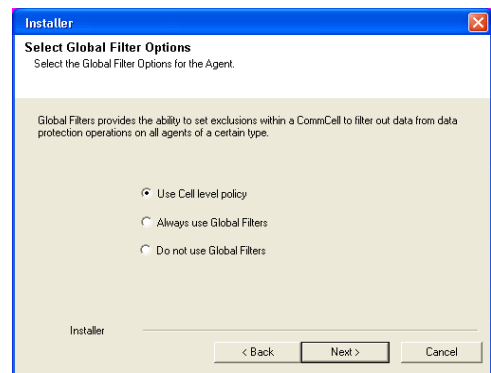 Installer
Select Global Filter Options
Select the Global Filter Options for the Agent.
Global Filters provides the ability to set exclusions within a CommCell to filter out data from data
protection operations on all agents of a certain type.
Use Cell level policy
Always use Global Filters
Do not use Global Filters
Installer
< Back
Next >
Cancel